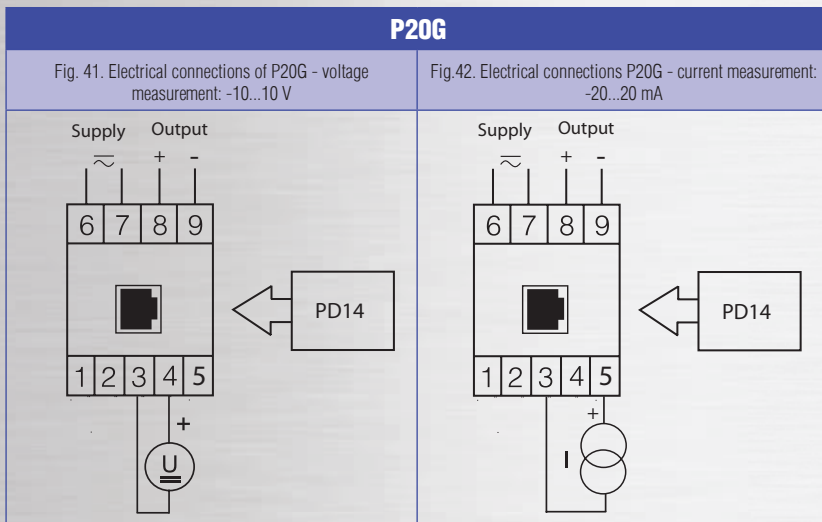 P20G
Fig. 41. Electrical connections of P20G - voltage
measurement: -10...10 V
Fig.42. Electrical connections P20G - current measurement:
-20...20 mA
Supply Output
+ -
6 7 8 9
PD14
1 2 3 4 5
+
U
Supply Output
+ -
6 7 8 9
PD14
1 2 3 4 5
+
I